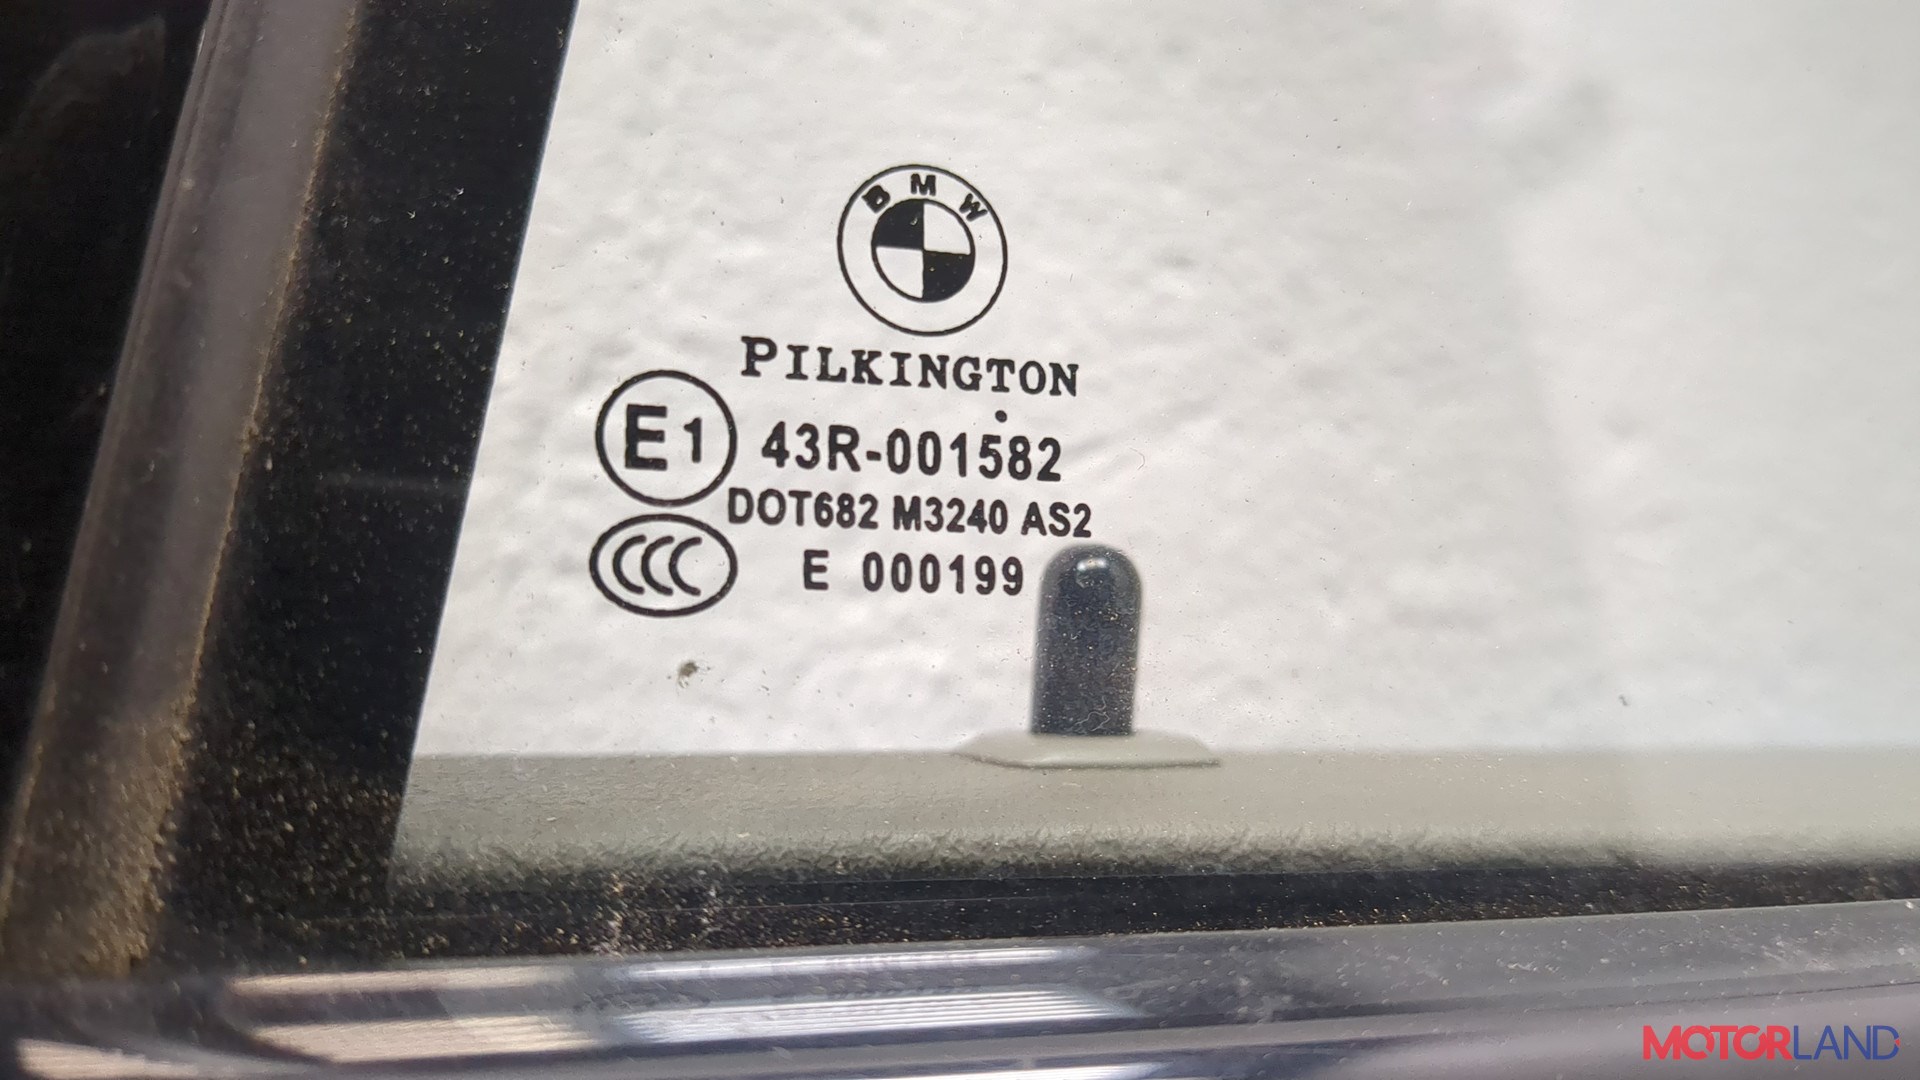 BMW
PILKINGTON
E1 43R-001582
DOT682 M3240 AS2
CCC E 000199
MOTORLAND